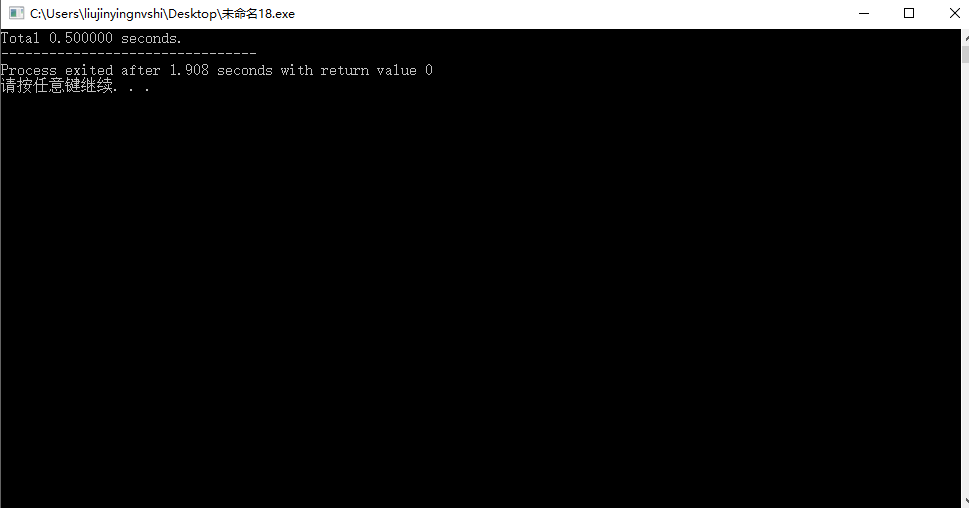 C:\Users\liujinyingnvshi\Desktop\未命名18.exe
Total 0.500000 seconds.
--------------------------------
Process exited after 1.908 seconds with return value 0
请按任意键继续. . .